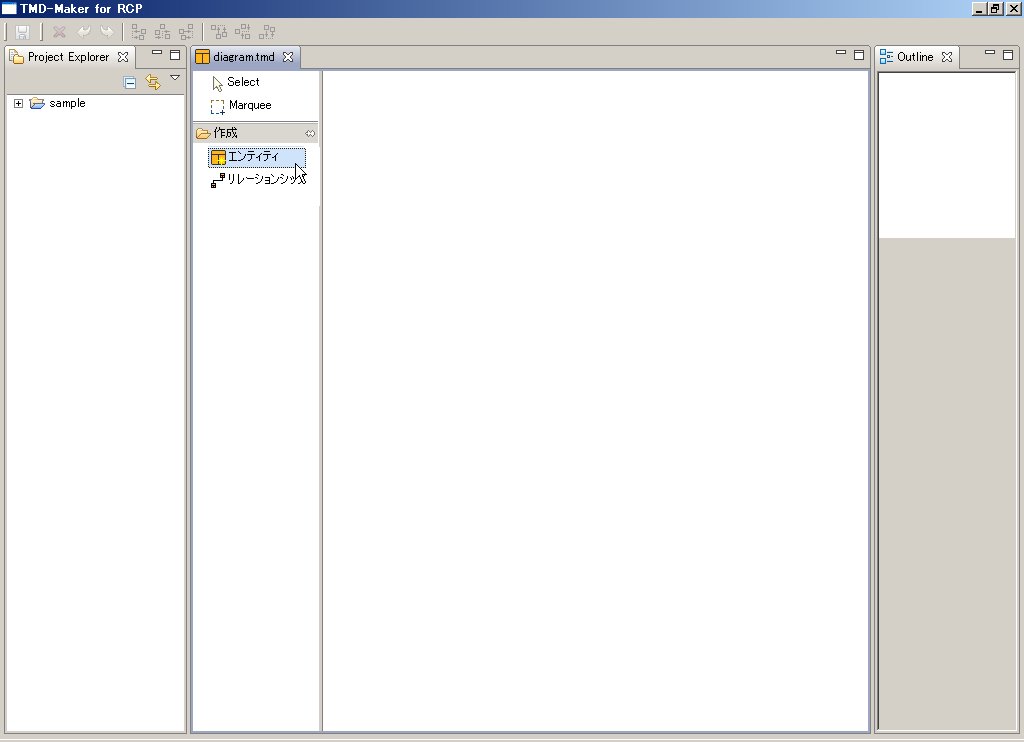 TMD-Maker for RCP
Project Explorer
diagram.tmd
Outline
sample
Select
Marquee
作成
エンティティ
リレーションシップ